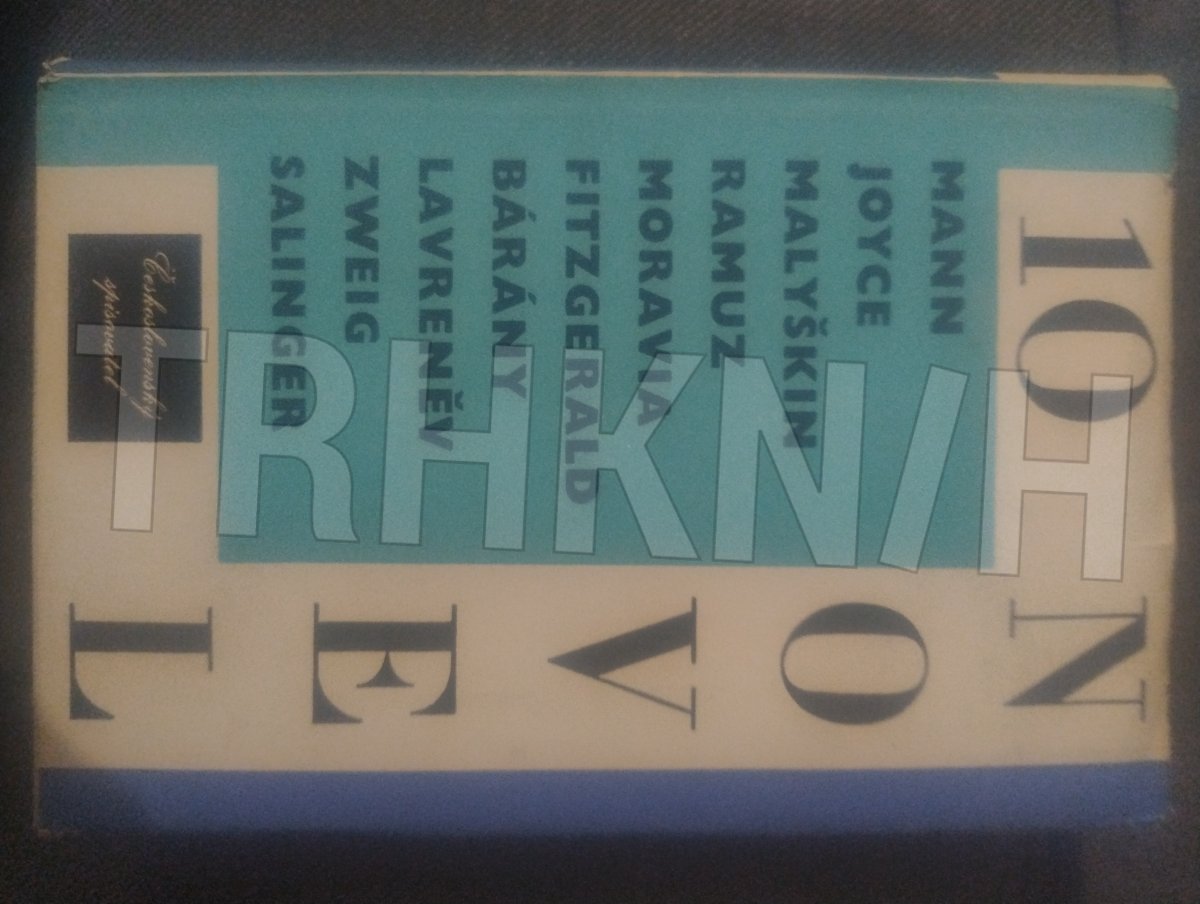 10
MANN
JOYCE
MALYŠKIN
RAMUZ
MORAVIA
FITZGERALD
BÁRÁNY
LAVRENĚV
ZWEIG
SALINGER
NOVEL
Československý
spisovatel
TRHKNIH